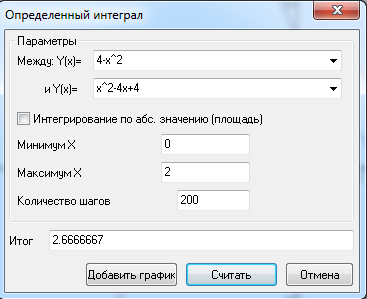 Определенный интеграл
Параметры
Между: Y(x)= 4-x^2
и Y(x)= x^2-4x+4
Интегрирование по абс. значению (площадь)
Минимум X 0
Максимум X 2
Количество шагов 200
Итог 2.6666667
Добавить график Считать Отмена